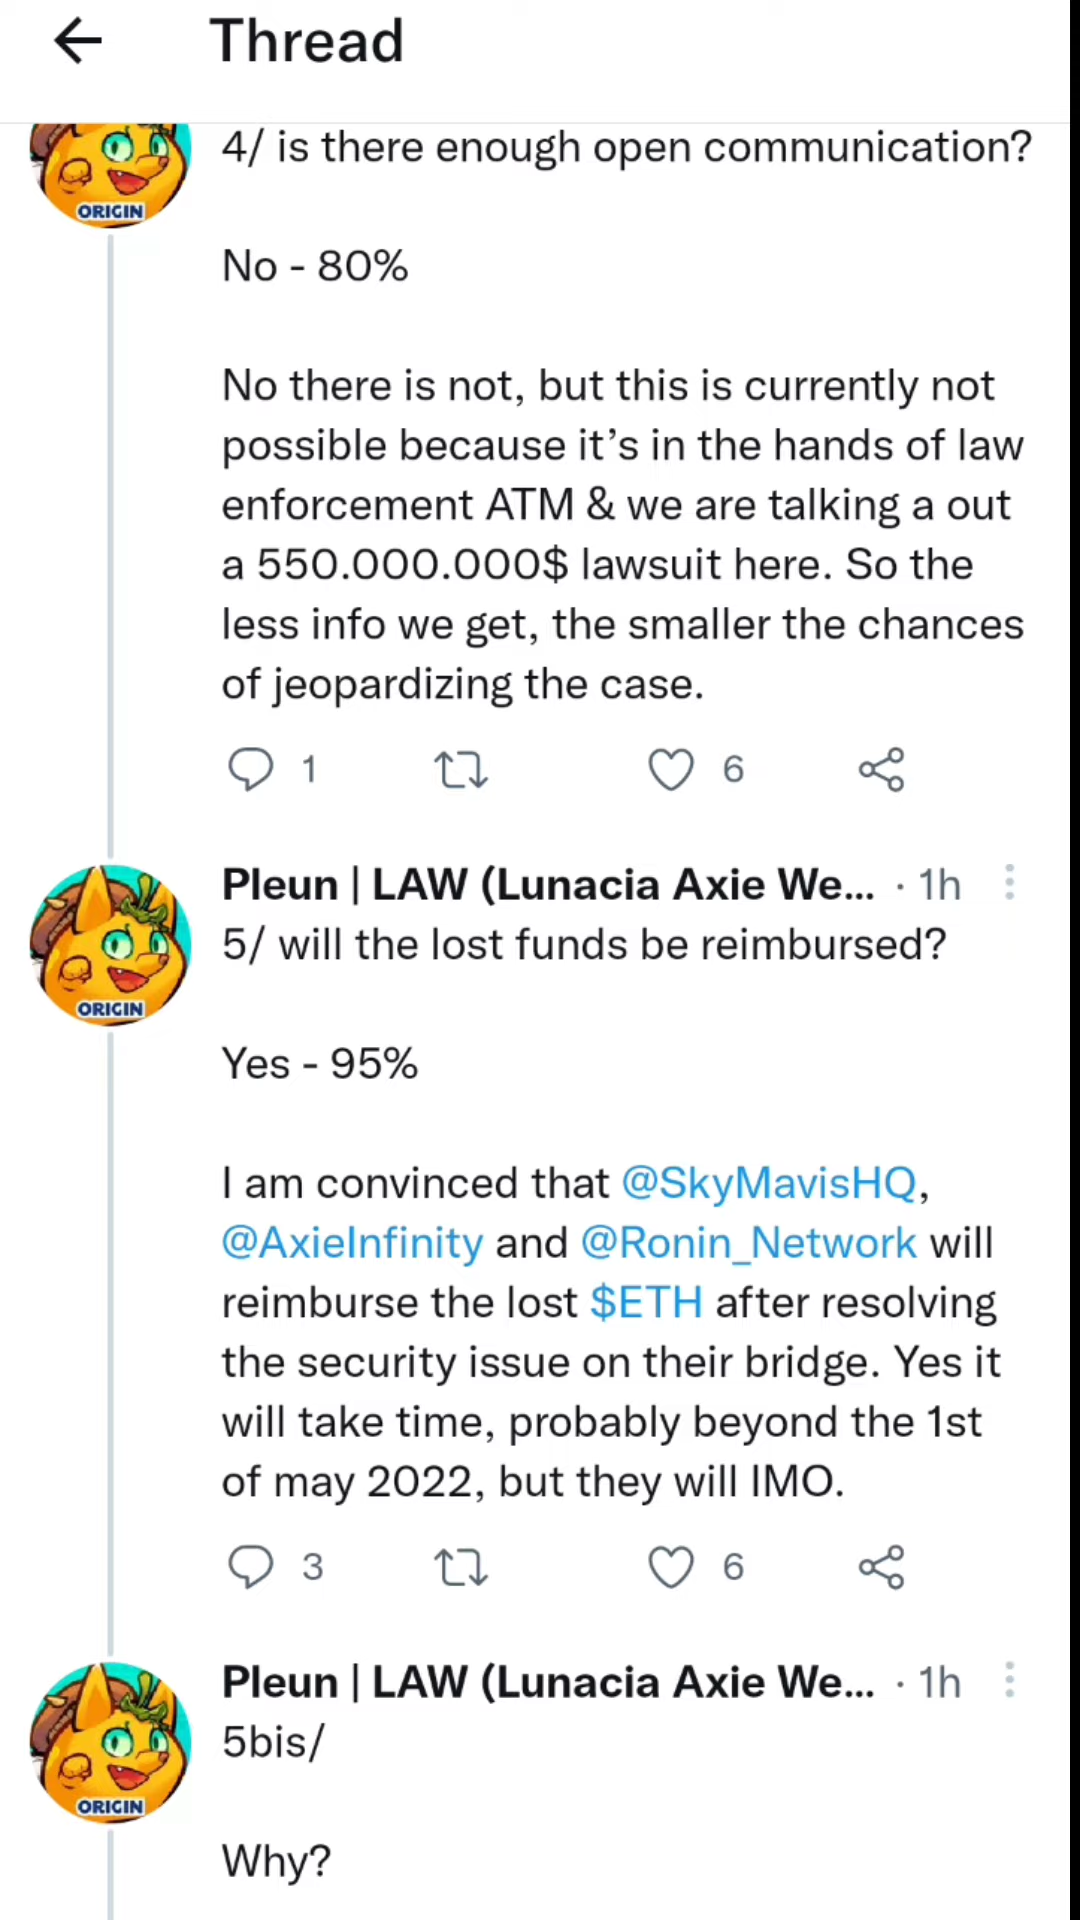 Thread
4/ is there enough open communication?
ORIGIN
No - 80%
No there is not, but this is currently not
possible because it’s in the hands of law
enforcement ATM & we are talking a out
a 550.000.000$ lawsuit here. So the
less info we get, the smaller the chances
of jeopardizing the case.
1 6
Pleun | LAW (Lunacia Axie We... · 1h
5/ will the lost funds be reimbursed?
ORIGIN
Yes - 95%
I am convinced that @SkyMavisHQ,
@AxieInfinity and @Ronin_Network will
reimburse the lost $ETH after resolving
the security issue on their bridge. Yes it
will take time, probably beyond the 1st
of may 2022, but they will IMO.
3 6
Pleun | LAW (Lunacia Axie We... · 1h
5bis/
ORIGIN
Why?